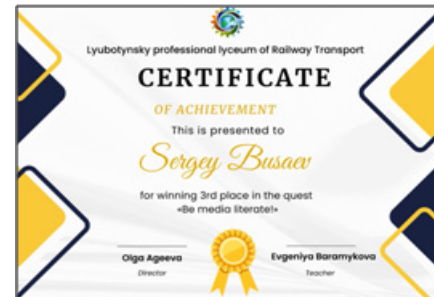 Lyubotynsky professional lyceum of Railway Transport
CERTIFICATE
OF ACHIEVEMENT
This is presented to
Sergey Busaev
for winning 3rd place in the quest
«Be media literate!»
Olga Ageeva Evgeniya Baramykova
Director Teacher